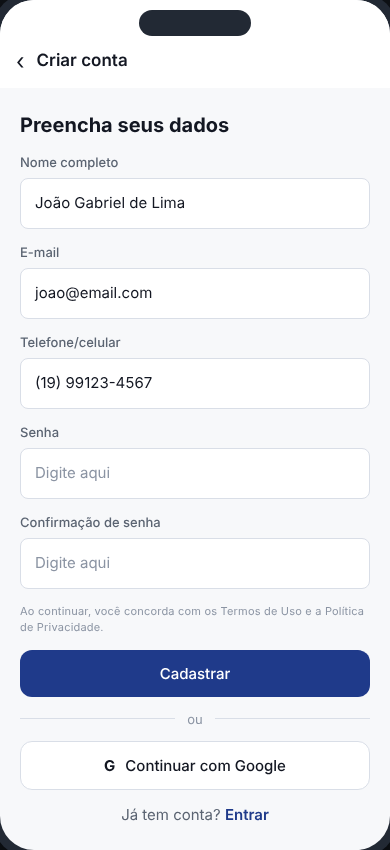 ‹ Criar conta
Preencha seus dados
Nome completo
João Gabriel de Lima
E-mail
joao@email.com
Telefone/celular
(19) 99123-4567
Senha
Digite aqui
Confirmação de senha
Digite aqui
Ao continuar, você concorda com os Termos de Uso e a Política
de Privacidade.
Cadastrar
ou
G Continuar com Google
Já tem conta? Entrar